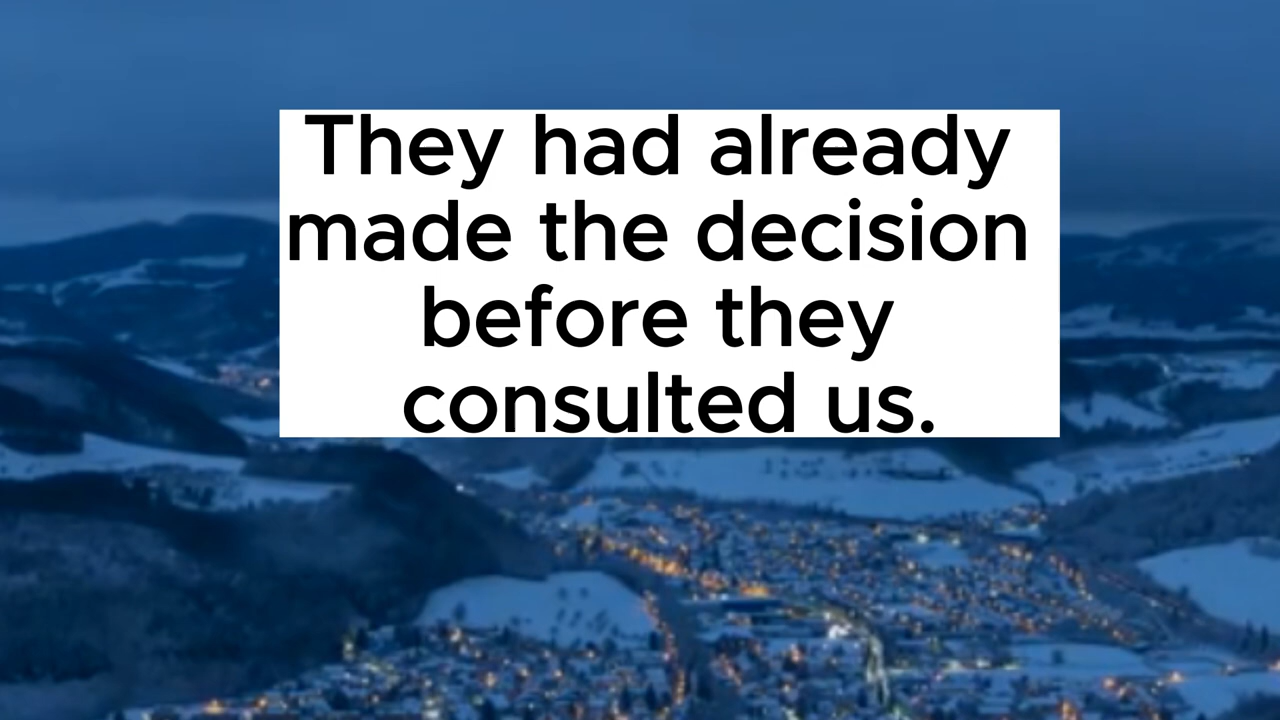 They had already
made the decision
before they
consulted us.